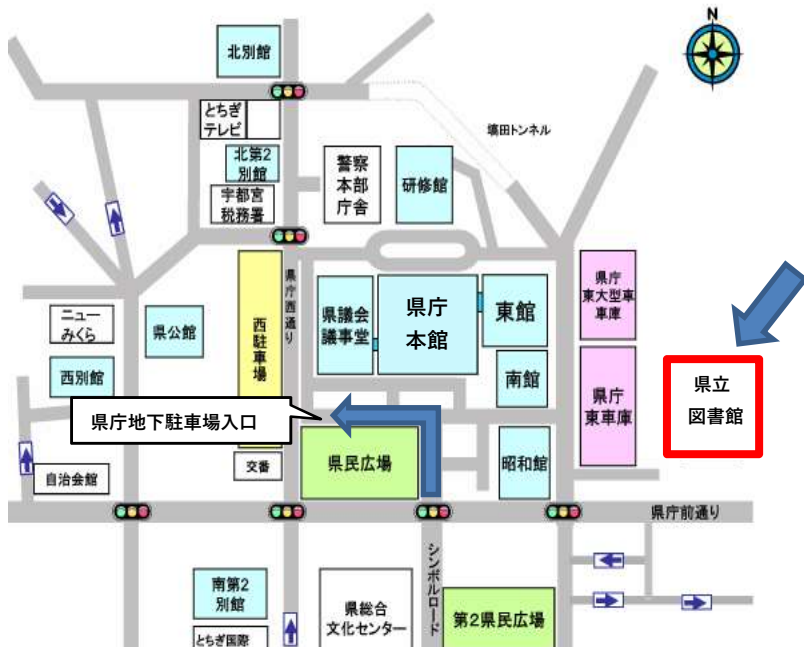 N
北別館
とちぎ
テレビ
北第2
別館
宇都宮
税務署
警察
本部
庁舎
研修館
塙田トンネル
県庁西通り
西駐車場
県議会
議事堂
県庁
本館
東館
南館
県庁
東大型車
車庫
県庁
東車庫
県立
図書館
ニュー
みくら
県公館
西別館
県庁地下駐車場入口
自治会館
交番
県民広場
昭和館
県庁前通り
シンボルロード
南第2
別館
とちぎ国際
県総合
文化センター
第2県民広場